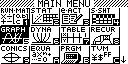 MAIN MENU
RUN·MAT STAT e·ACT S·SHT
GRAPH DYNA TABLE RECUR
CONICS EQUA PRGM TVM